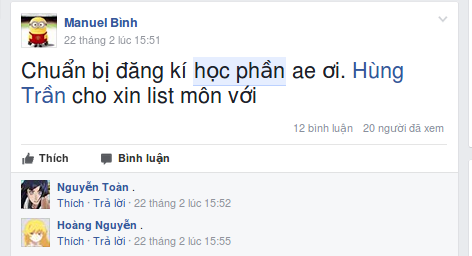 Manuel Bình
22 tháng 2 lúc 15:51
Chuẩn bị đăng kí học phần ae ơi. Hùng
Trần cho xin list môn với
12 bình luận 20 người đã xem
Thích Bình luận
Nguyễn Toàn .
Thích · Trả lời · 22 tháng 2 lúc 15:52
Hoàng Nguyễn .
Thích · Trả lời · 22 tháng 2 lúc 15:55